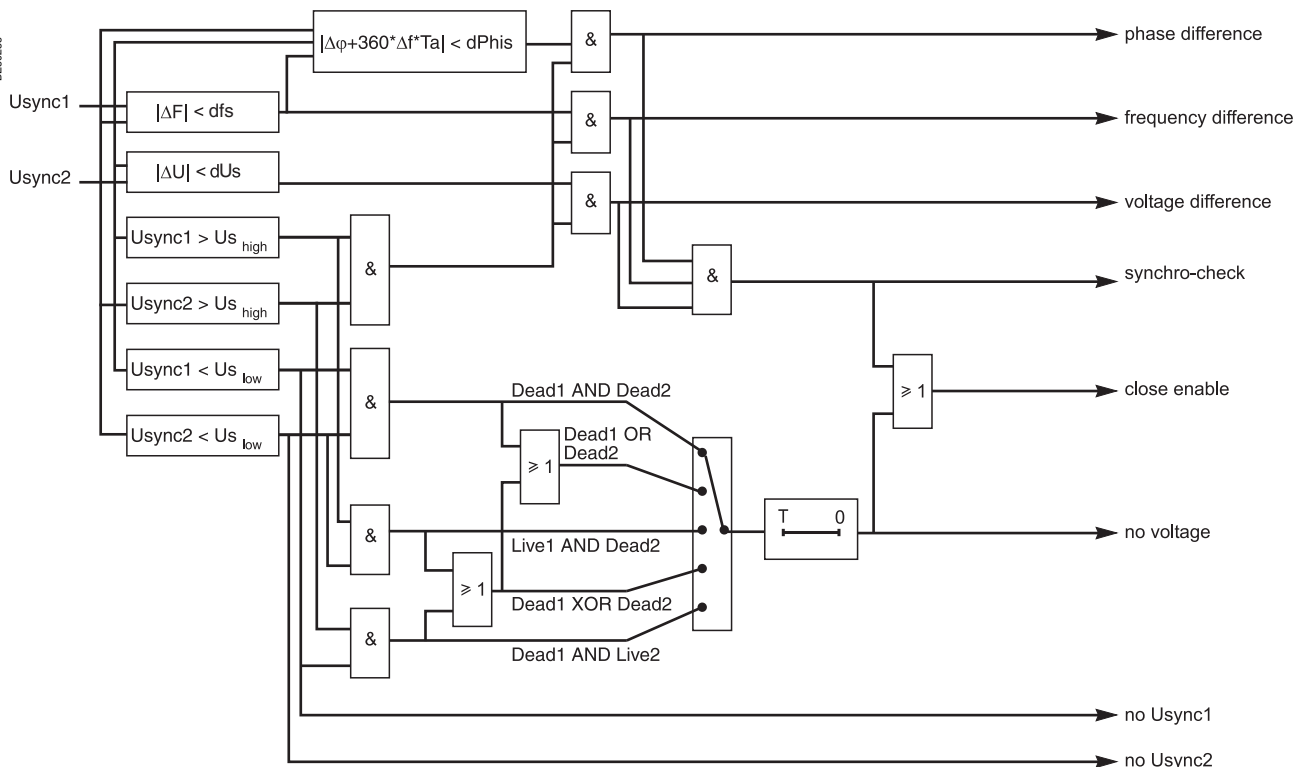 |Δφ+360*Δf*Ta| < dPhis
&
phase difference
Usync1
|ΔF| < dfs
&
frequency difference
Usync2
|ΔU| < dUs
&
voltage difference
Usync1 > Us high
&
&
synchro-check
Usync2 > Us high
Usync1 < Us low
&
Dead1 AND Dead2
⩾ 1
close enable
Usync2 < Us low
Dead1 OR
Dead2
⩾ 1
T 0
&
Live1 AND Dead2
no voltage
⩾ 1
Dead1 XOR Dead2
&
Dead1 AND Live2
no Usync1
no Usync2